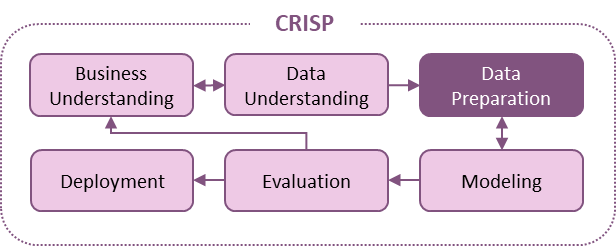 CRISP
Business
Understanding
Data
Understanding
Data
Preparation
Deployment
Evaluation
Modeling